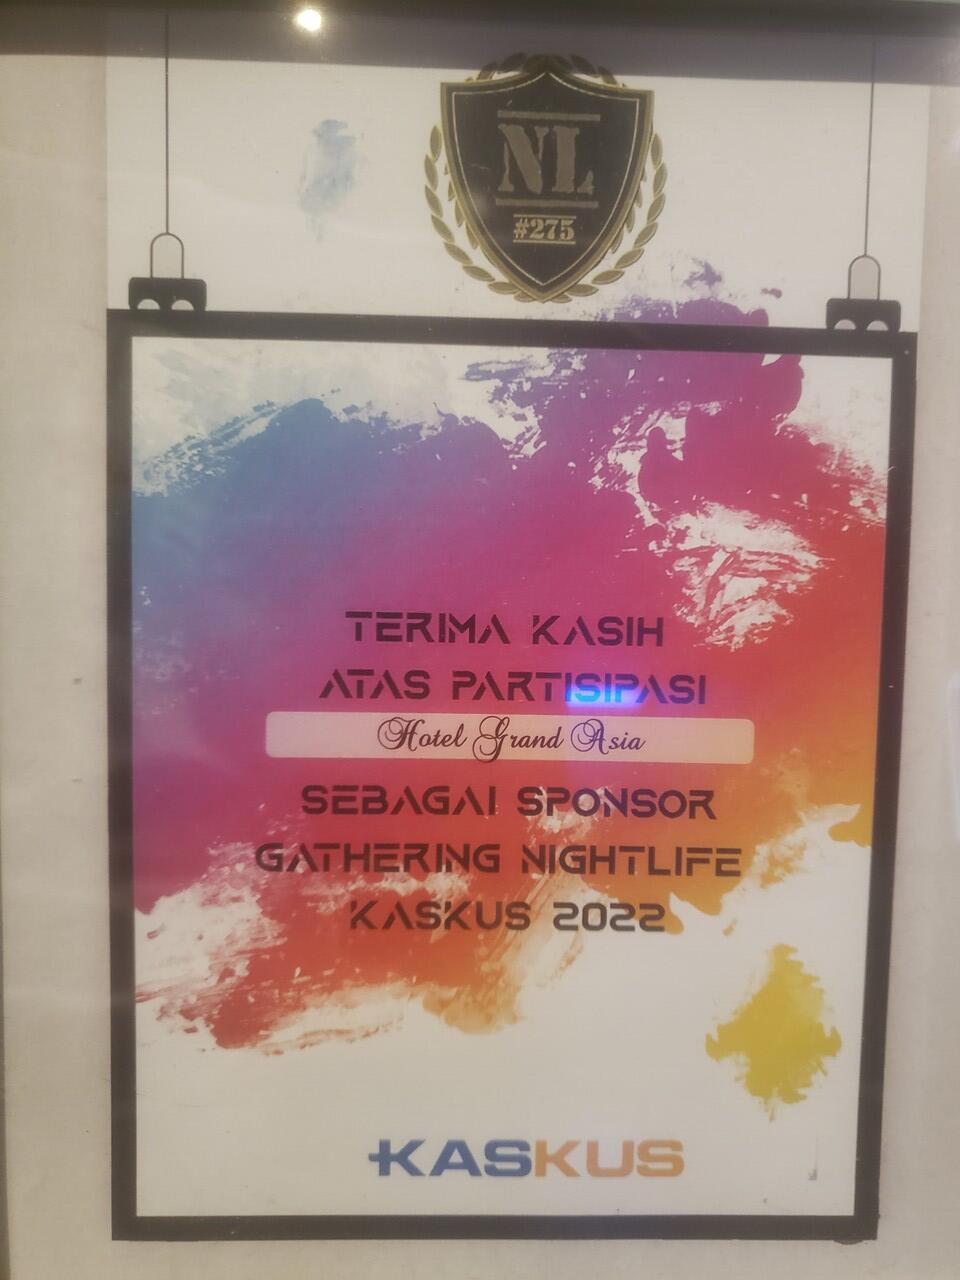 NL
#275
TERIMA KASIH
ATAS PARTISIPASI
Hotel Grand Asia
SEBAGAI SPONSOR
GATHERING NIGHTLIFE
KASKUS 2022
KASKUS